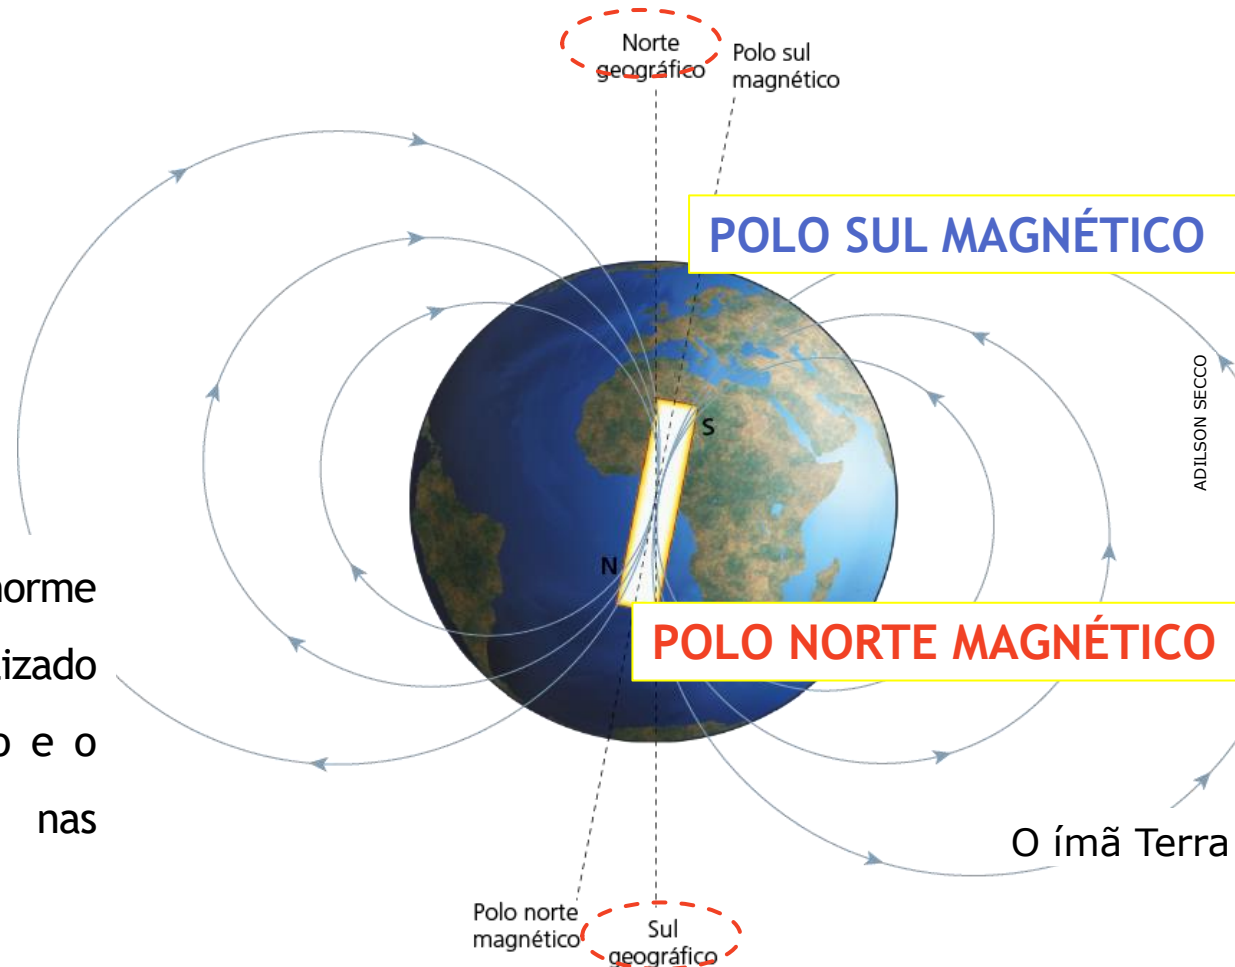 Norte
geográfico
Polo sul
magnético
POLO SUL MAGNÉTICO
ADILSON SECCO
S
N
norme
izado
o e o
nas
POLO NORTE MAGNÉTICO
O ímã Terra
Polo norte
magnético
Sul
geográfico